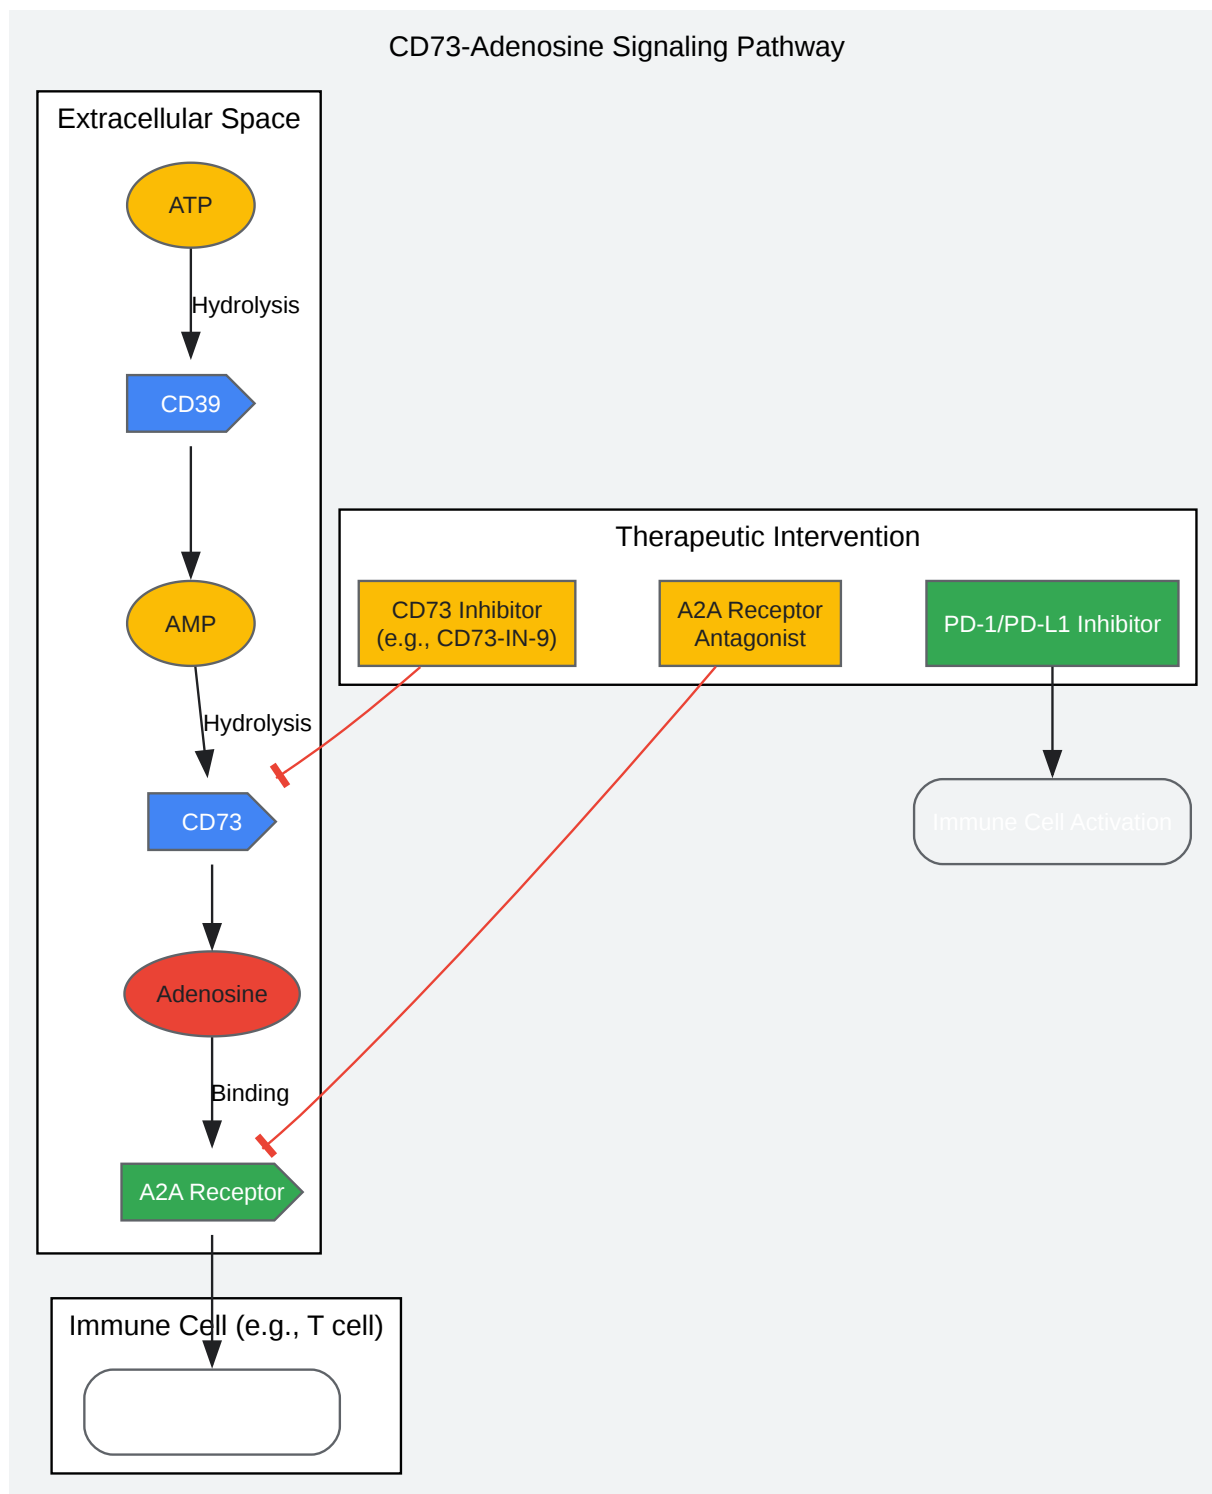 CD73-Adenosine Signaling Pathway
Extracellular Space
ATP
Hydrolysis
CD39
AMP
Hydrolysis
CD73
Adenosine
Binding
A2A Receptor
Therapeutic Intervention
CD73 Inhibitor
(e.g., CD73-IN-9)
A2A Receptor
Antagonist
PD-1/PD-L1 Inhibitor
Immune Cell Activation
Immune Cell (e.g., T cell)